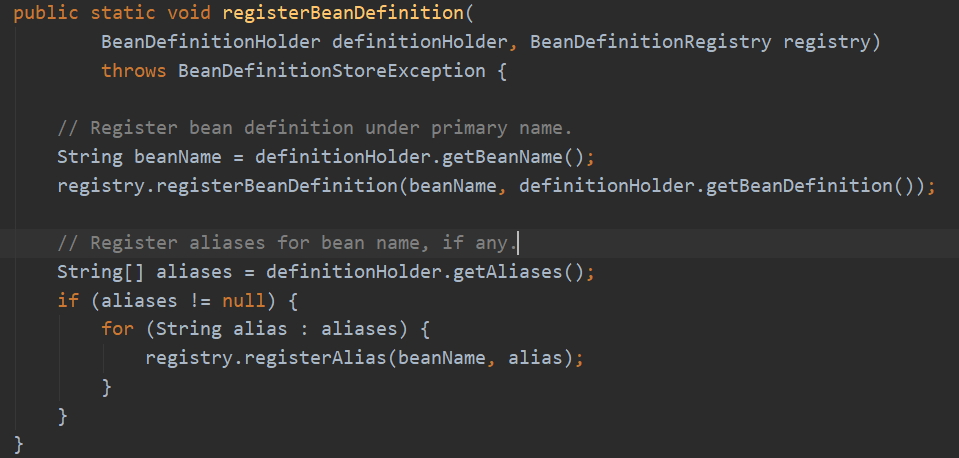 public static void registerBeanDefinition(
        BeanDefinitionHolder definitionHolder, BeanDefinitionRegistry registry)
        throws BeanDefinitionStoreException {

    // Register bean definition under primary name.
    String beanName = definitionHolder.getBeanName();
    registry.registerBeanDefinition(beanName, definitionHolder.getBeanDefinition());

    // Register aliases for bean name, if any.
    String[] aliases = definitionHolder.getAliases();
    if (aliases != null) {
        for (String alias : aliases) {
            registry.registerAlias(beanName, alias);
        }
    }
}